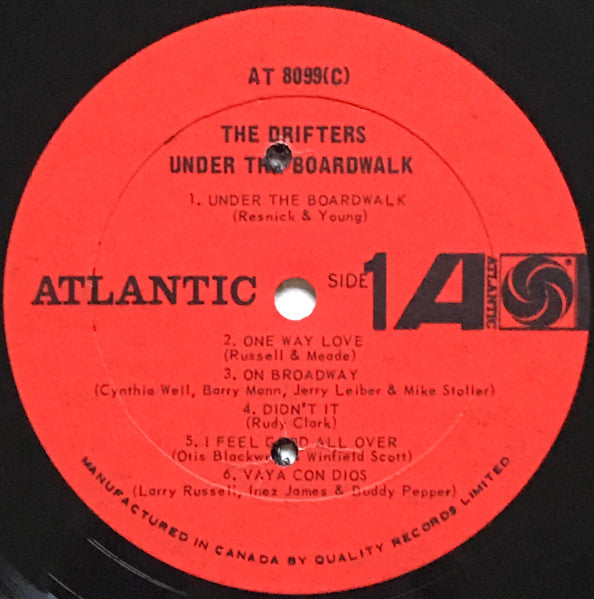 AT 8099(C)
THE DRIFTERS
UNDER THE BOARDWALK
1. UNDER THE BOARDWALK
(Resnick & Young)
ATLANTIC
SIDE 1
A
ATLANTIC
2. ONE WAY LOVE
(Russell & Meade)
3. ON BROADWAY
(Cynthia Well, Barry Mann, Jerry Leiber & Mike Stoller)
4. DIDN'T IT
(Rudy Clark)
5. I FEEL GOOD ALL OVER
(Otis Blackwell & Winfield Scott)
6. VAYA CON DIOS
(Larry Russell, Inez James & Buddy Pepper)
MANUFACTURED IN CANADA BY QUALITY RECORDS LIMITED